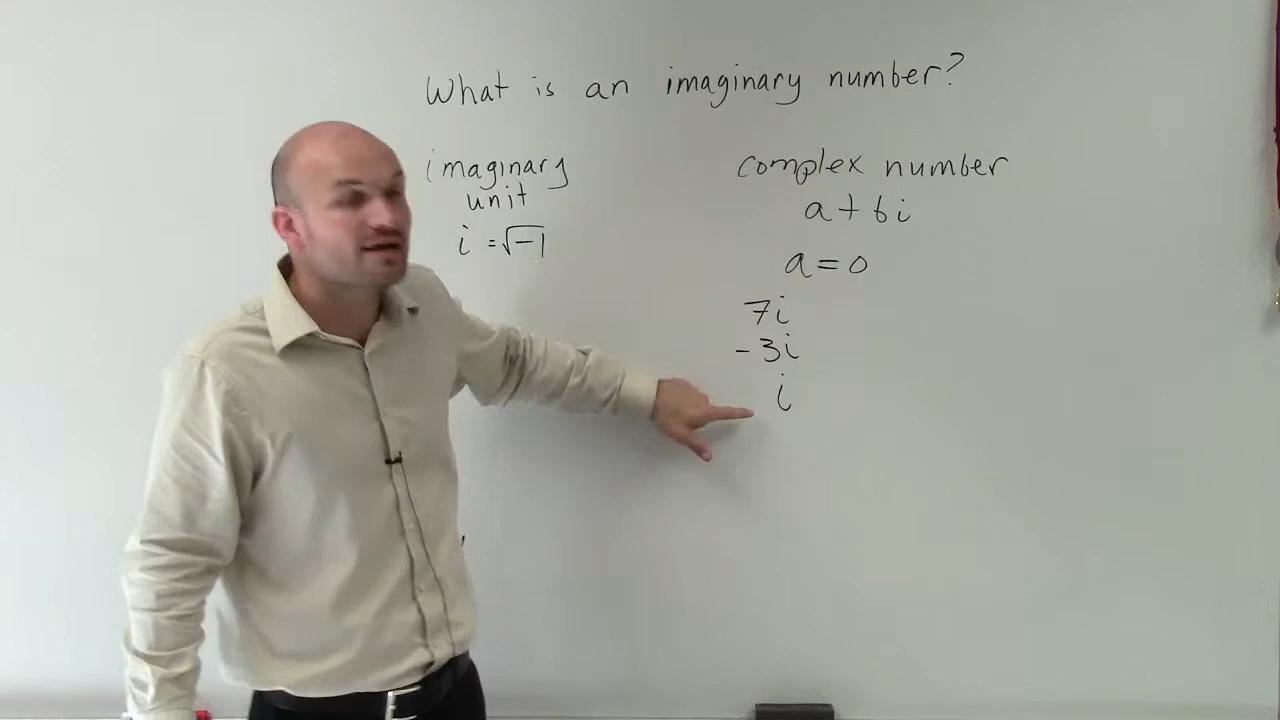 What is an imaginary number?
imaginary
unit
i = √-1
complex number
a + bi
a = 0
7i
-3i
i